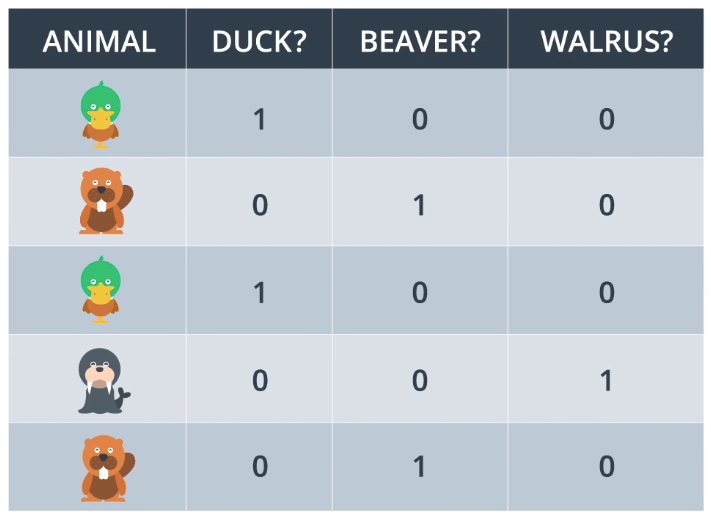 ANIMAL DUCK? BEAVER? WALRUS?
1 0 0
0 1 0
1 0 0
0 0 1
0 1 0